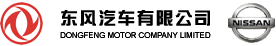 东风汽车有限公司
DONGFENG MOTOR COMPANY LIMITED
NISSAN